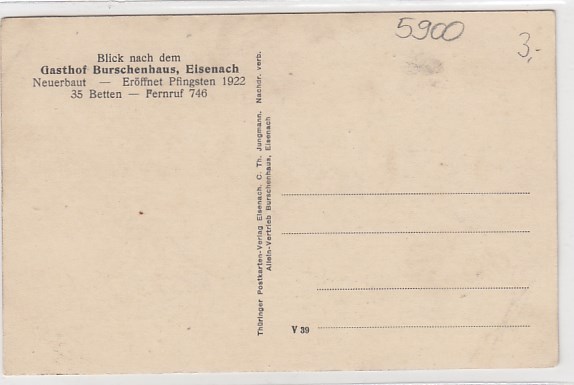 Blick nach dem
Gasthof Burschenhaus, Eisenach
Neuerbaut — Eröffnet Pfingsten 1922
35 Betten — Fernruf 746
Thüringer Postkarten-Verlag Eisenach, C. Th. Jungmann. Nachdr. verb.
Allein-Vertrieb Burschenhaus, Eisenach
5900
3,-
V 39